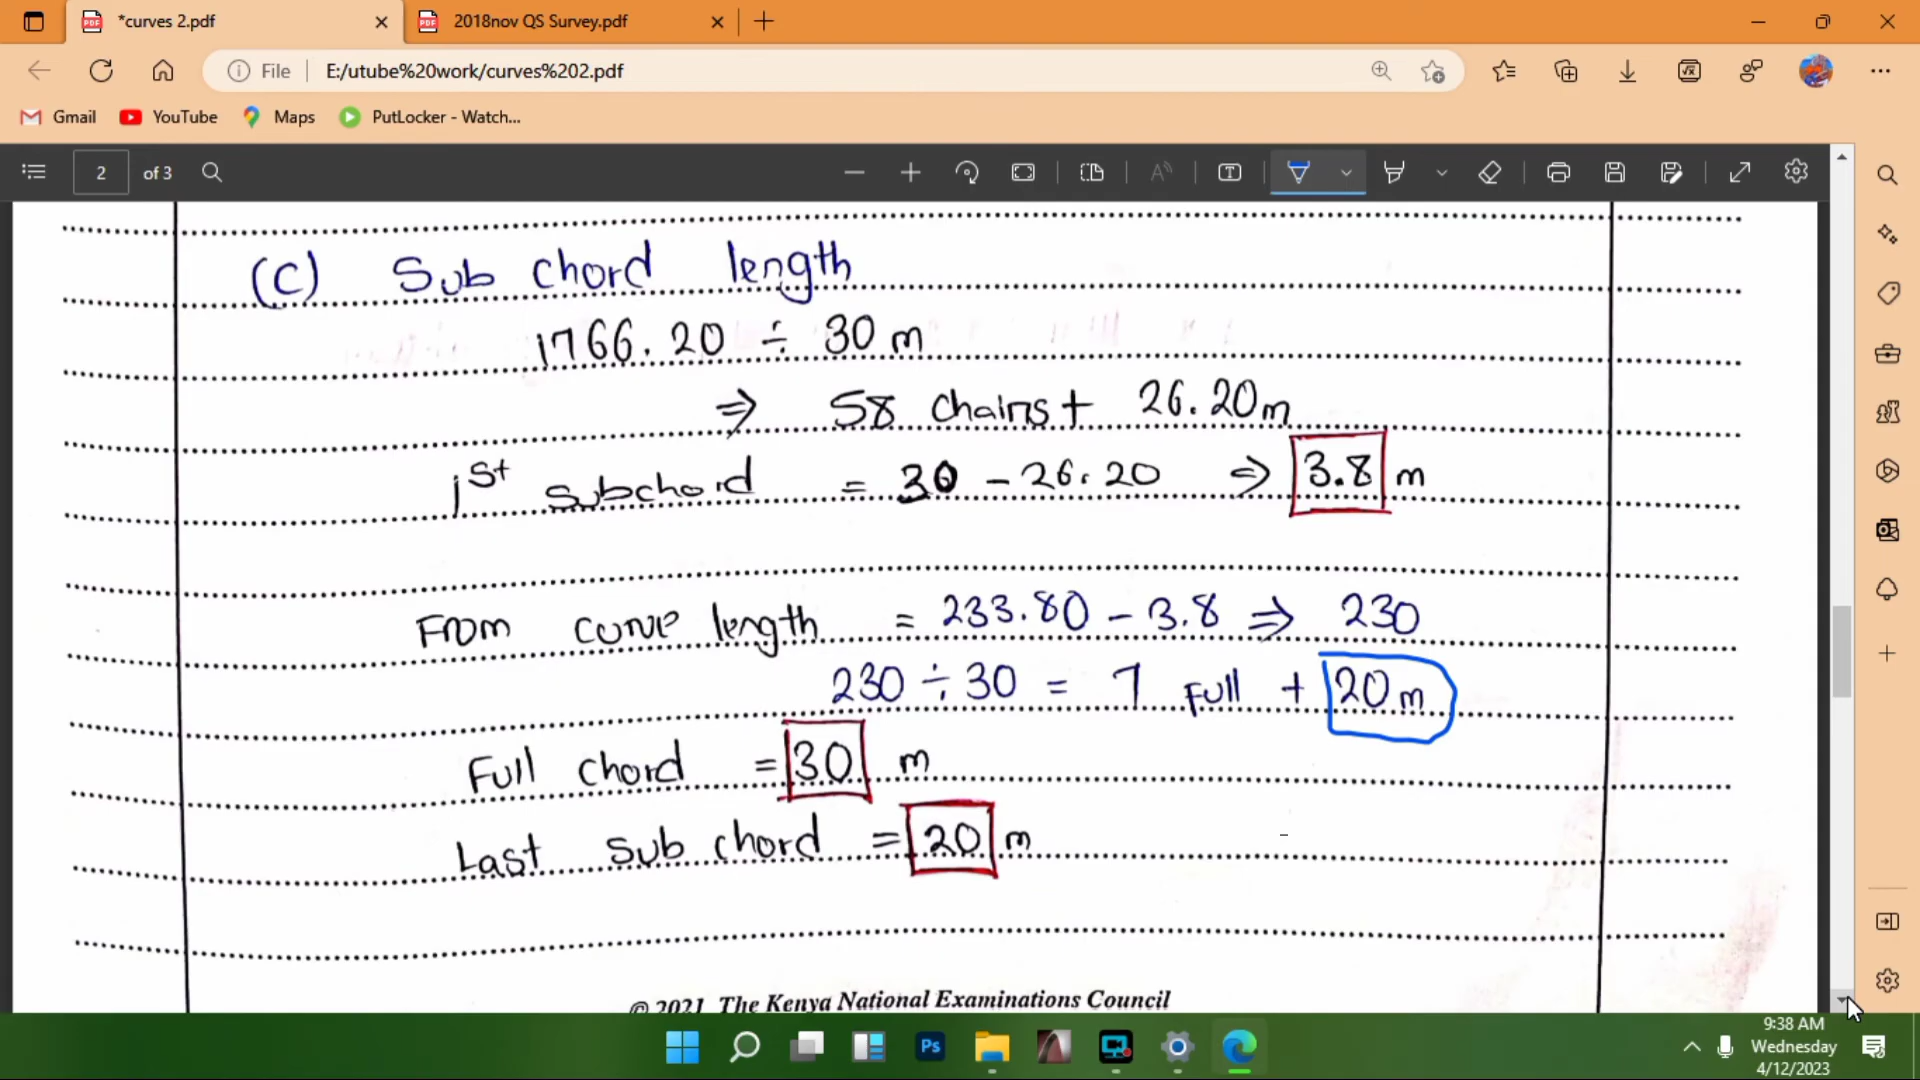 *curves 2.pdf
2018nov QS Survey.pdf
File E:/utube%20work/curves%202.pdf
Gmail YouTube Maps PutLocker - Watch...
2 of 3
(C) Sub chord length
1766.20 ÷ 30 m
⇒ 58 chains + 26.20m
1st subchord = 30 - 26.20 ⇒ 3.8 m
From curve length = 233.80 - 3.8 ⇒ 230
230 ÷ 30 = 7 full + 20 m
Full chord = 30 m
Last sub chord = 20 m
© 2021 The Kenya National Examinations Council
Ps
9:38 AM
Wednesday
4/12/2023